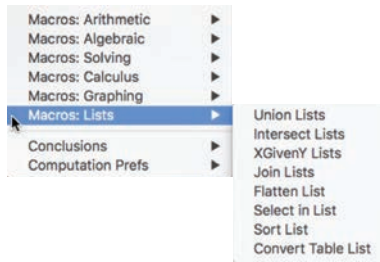 Macros: Arithmetic
Macros: Algebraic
Macros: Solving
Macros: Calculus
Macros: Graphing
Macros: Lists
Conclusions
Computation Prefs
Union Lists
Intersect Lists
XGivenY Lists
Join Lists
Flatten List
Select in List
Sort List
Convert Table List